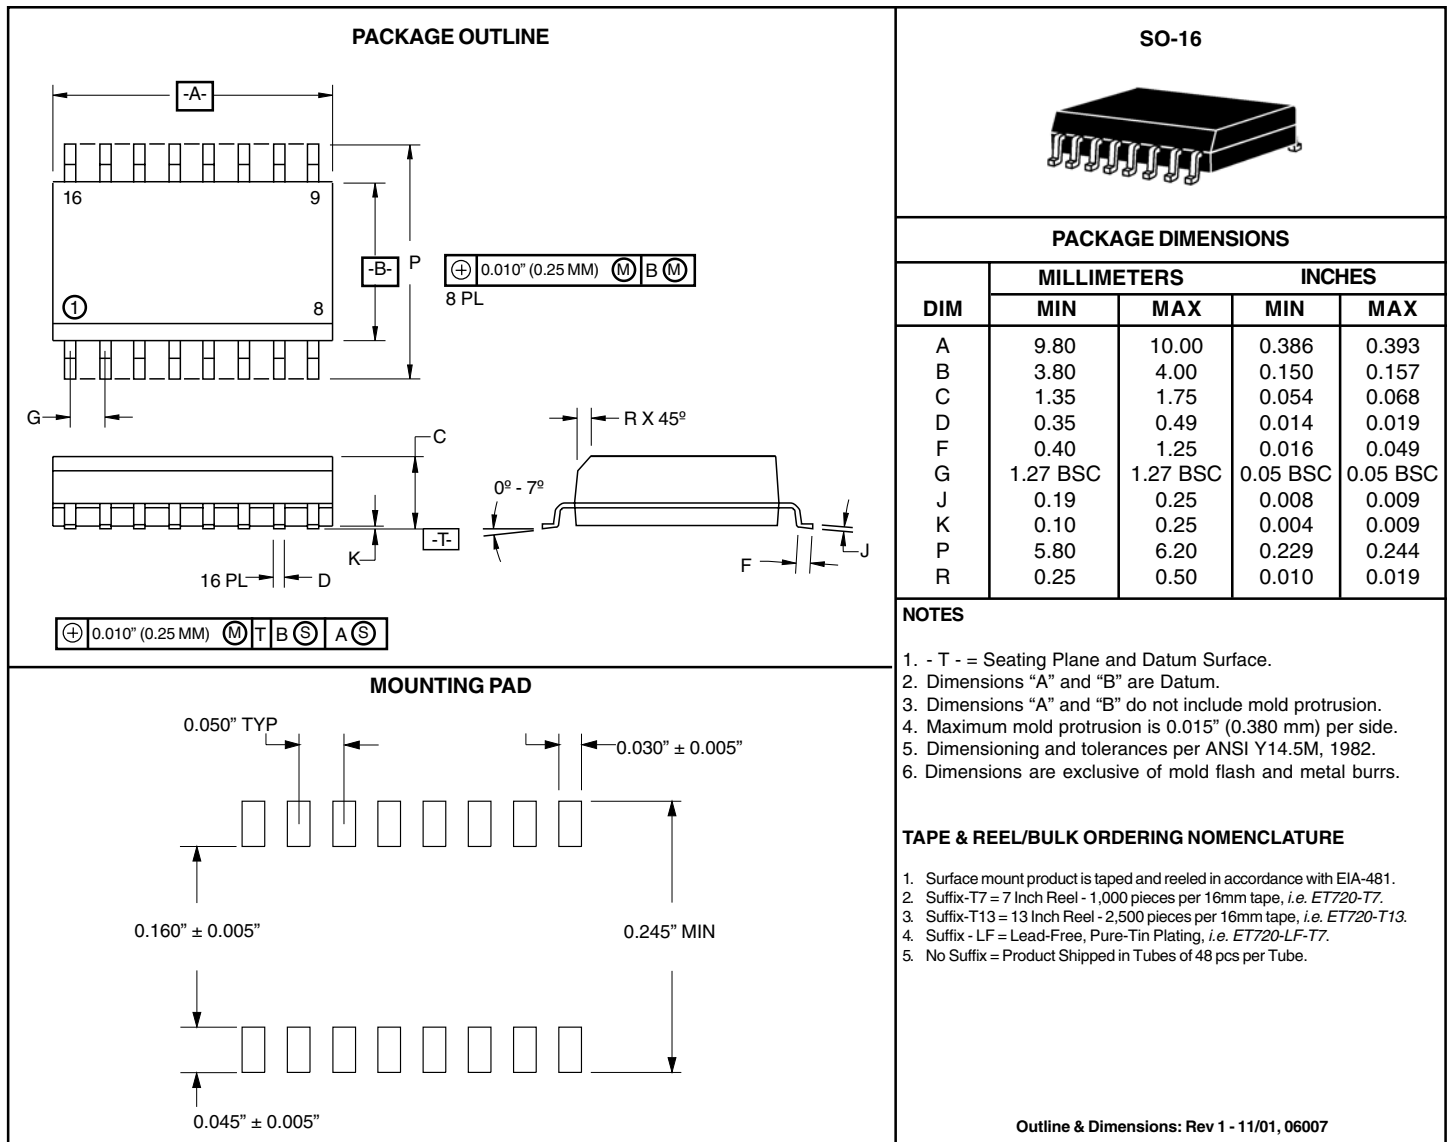 PACKAGE OUTLINE
-A-
16
9
-B-
P
⌖ 0.010” (0.25 MM) Ⓜ B Ⓜ
8 PL
1
8
G
C
R X 45º
0º - 7º
-T-
K
J
F
16 PL
D
⌖ 0.010” (0.25 MM) Ⓜ T B Ⓢ A Ⓢ
MOUNTING PAD
0.050” TYP
0.030” ± 0.005”
0.160” ± 0.005”
0.245” MIN
0.045” ± 0.005”
SO-16
PACKAGE DIMENSIONS
MILLIMETERS INCHES
DIM MIN MAX MIN MAX
A 9.80 10.00 0.386 0.393
B 3.80 4.00 0.150 0.157
C 1.35 1.75 0.054 0.068
D 0.35 0.49 0.014 0.019
F 0.40 1.25 0.016 0.049
G 1.27 BSC 1.27 BSC 0.05 BSC 0.05 BSC
J 0.19 0.25 0.008 0.009
K 0.10 0.25 0.004 0.009
P 5.80 6.20 0.229 0.244
R 0.25 0.50 0.010 0.019
NOTES
1. - T - = Seating Plane and Datum Surface.
2. Dimensions “A” and “B” are Datum.
3. Dimensions “A” and “B” do not include mold protrusion.
4. Maximum mold protrusion is 0.015” (0.380 mm) per side.
5. Dimensioning and tolerances per ANSI Y14.5M, 1982.
6. Dimensions are exclusive of mold flash and metal burrs.
TAPE & REEL/BULK ORDERING NOMENCLATURE
1. Surface mount product is taped and reeled in accordance with EIA-481.
2. Suffix-T7 = 7 Inch Reel - 1,000 pieces per 16mm tape, i.e. ET720-T7.
3. Suffix-T13 = 13 Inch Reel - 2,500 pieces per 16mm tape, i.e. ET720-T13.
4. Suffix - LF = Lead-Free, Pure-Tin Plating, i.e. ET720-LF-T7.
5. No Suffix = Product Shipped in Tubes of 48 pcs per Tube.
Outline & Dimensions: Rev 1 - 11/01, 06007